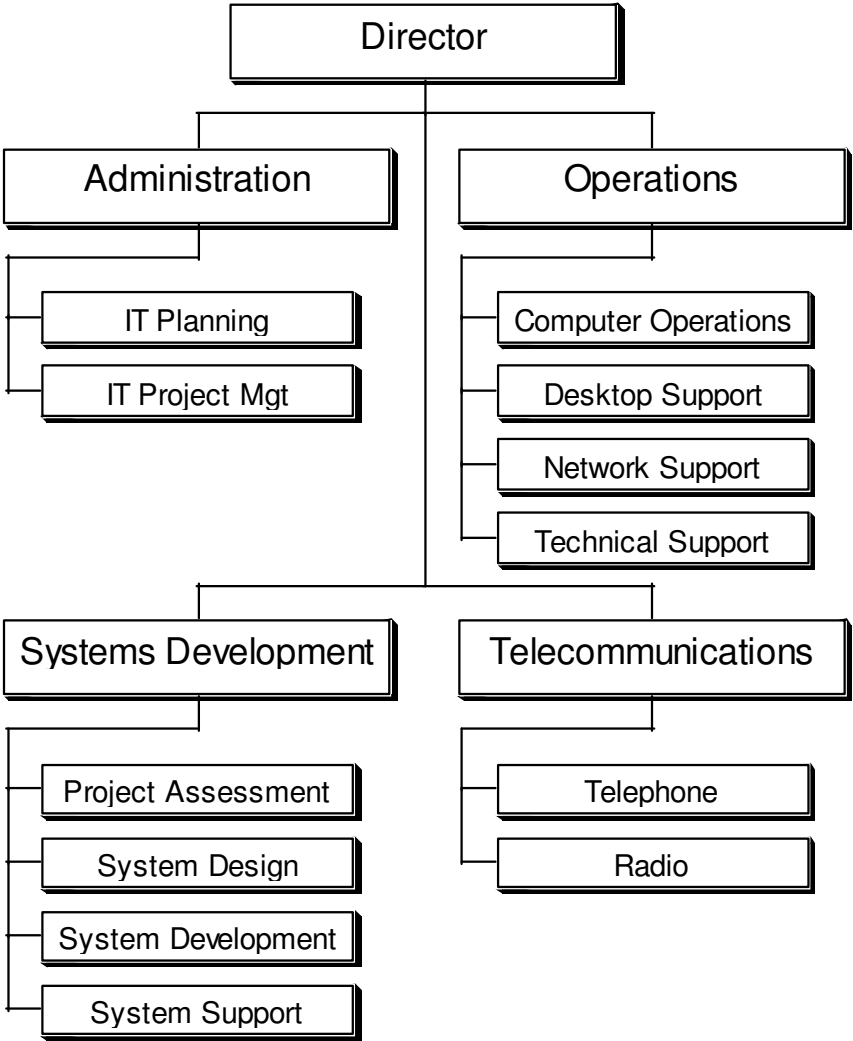 Director
Administration
Operations
IT Planning
IT Project Mgt
Computer Operations
Desktop Support
Network Support
Technical Support
Systems Development
Telecommunications
Project Assessment
System Design
System Development
System Support
Telephone
Radio